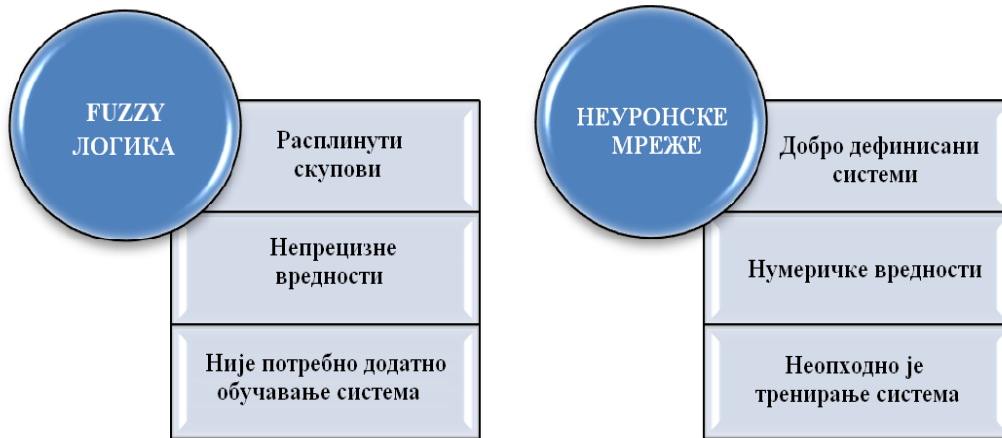 FUZZY
ЛОГИКА
Расплинути
скупови
Непрецизне
вредности
Није потребно додатно
обучавање система
НЕУРОНСКЕ
МРЕЖЕ
Добро дефинисани
системи
Нумеричке вредности
Неопходно је
тренирање система